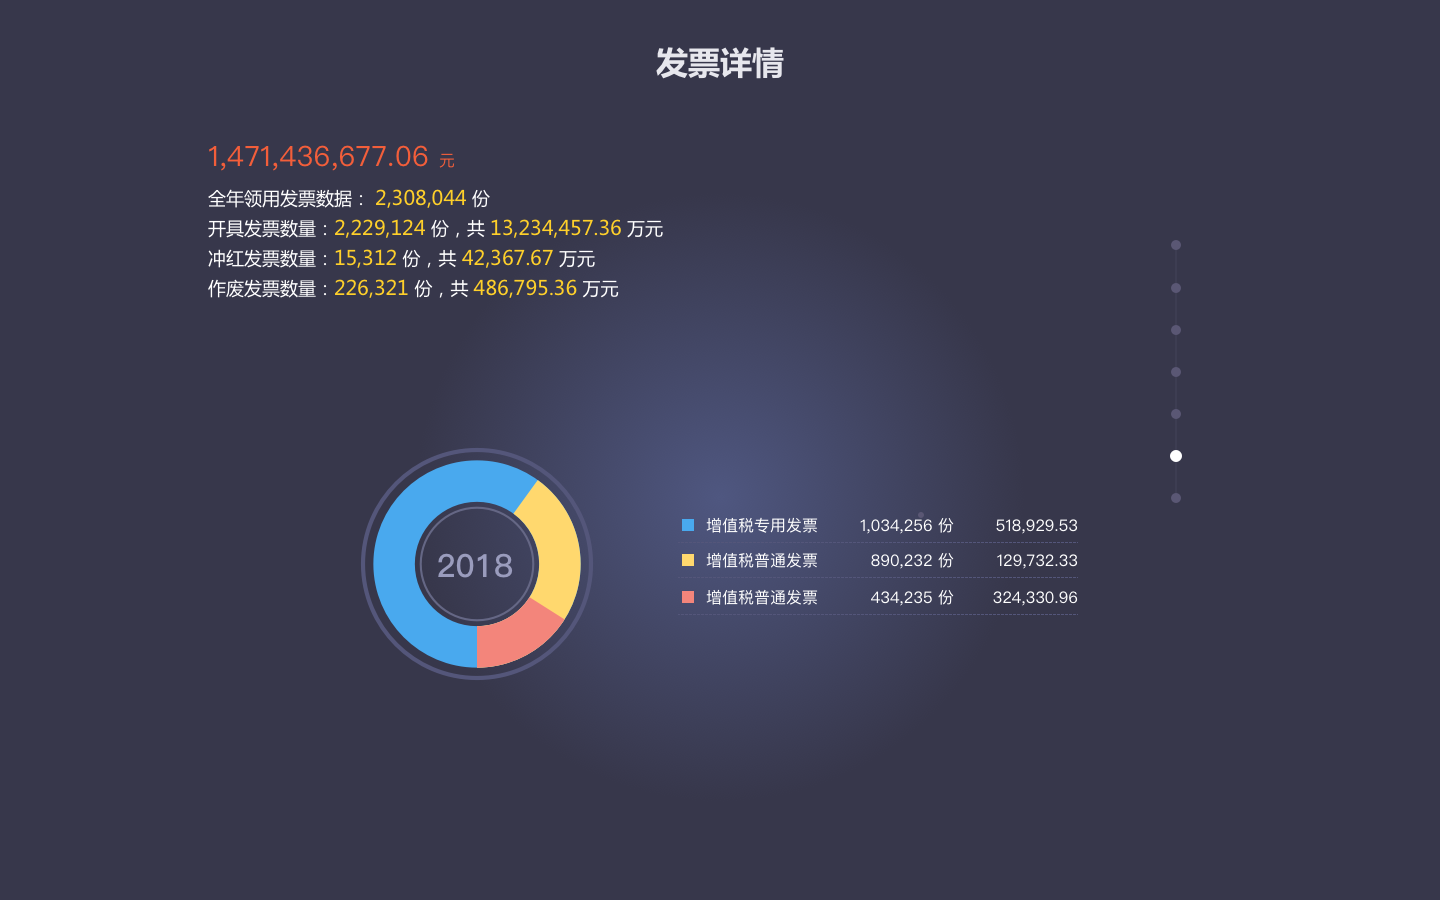 发票详情
1,471,436,677.06 元
全年领用发票数据： 2,308,044 份
开具发票数量：2,229,124 份，共 13,234,457.36 万元
冲红发票数量：15,312 份，共 42,367.67 万元
作废发票数量：226,321 份，共 486,795.36 万元
2018
增值税专用发票 1,034,256 份 518,929.53
增值税普通发票 890,232 份 129,732.33
增值税普通发票 434,235 份 324,330.96